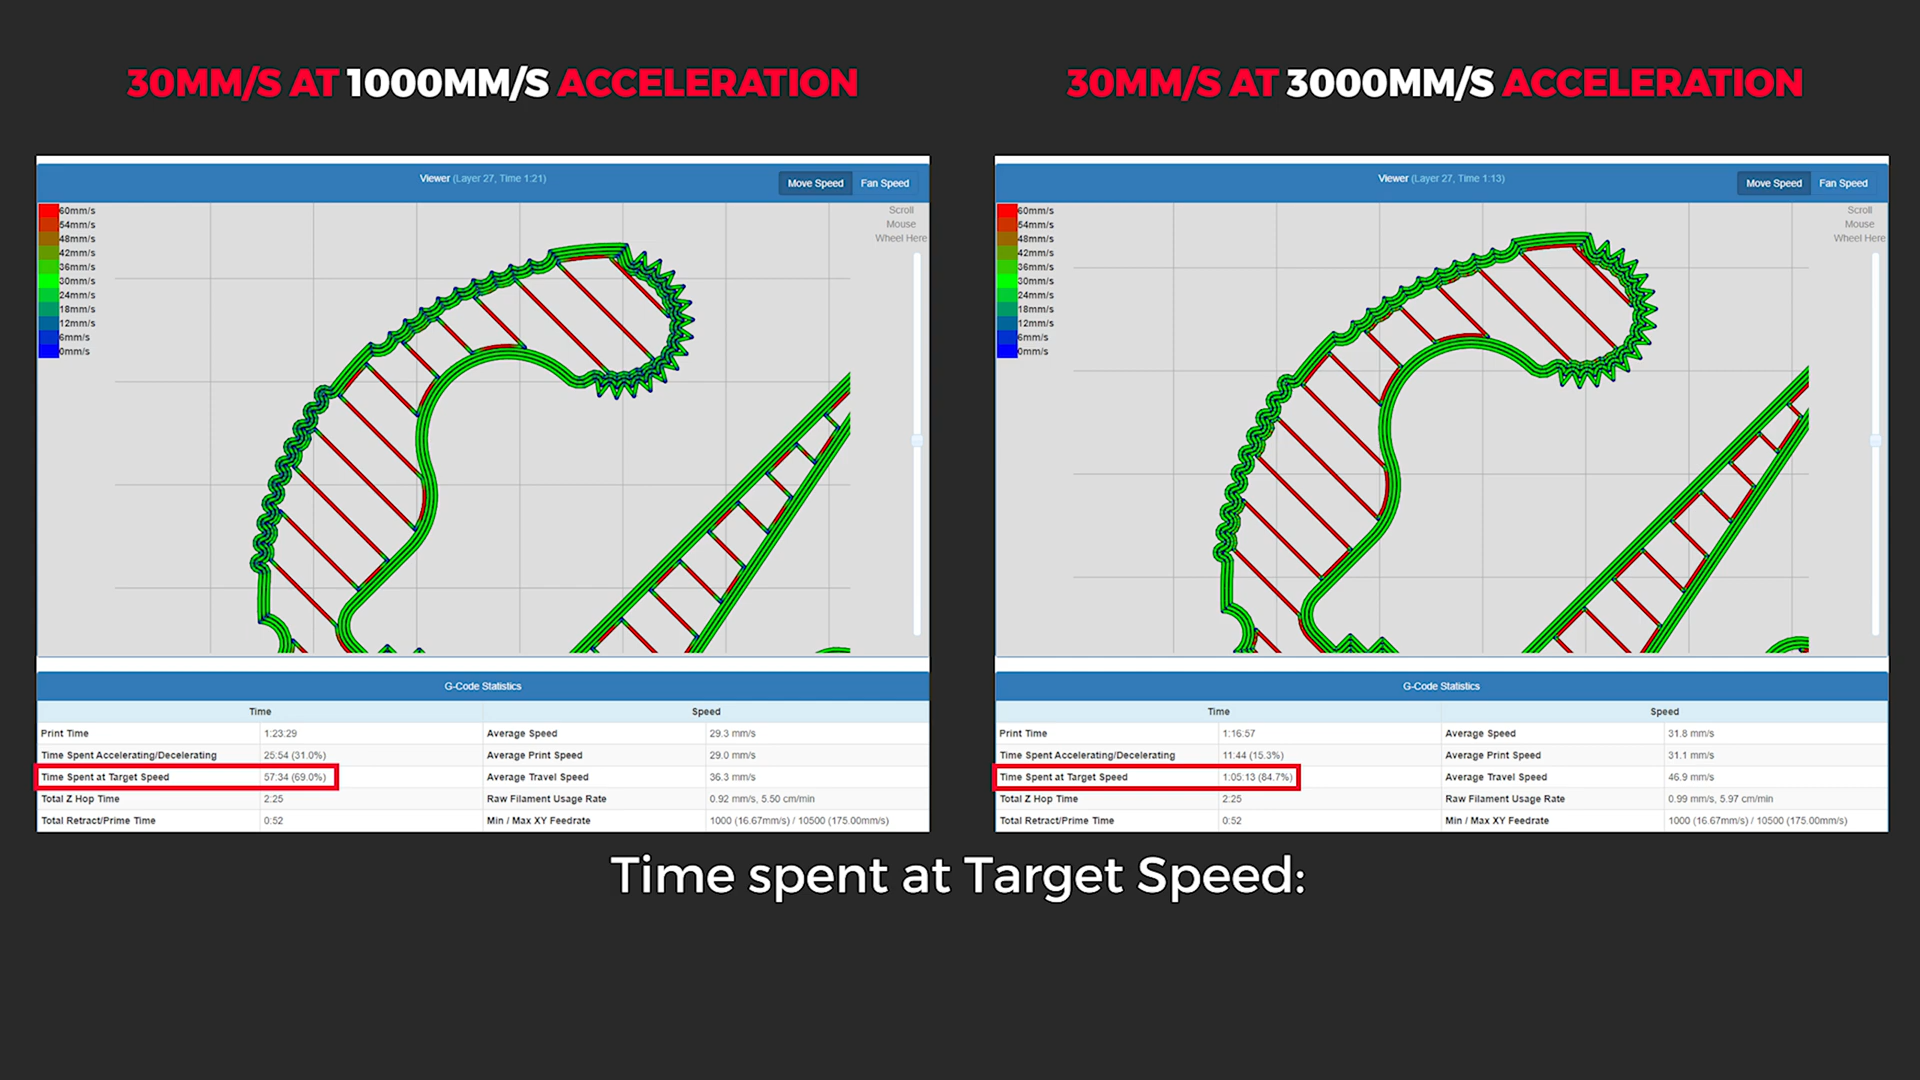 30MM/S AT 1000MM/S ACCELERATION
Viewer (Layer 27, Time 1:21)
Move Speed
Fan Speed
60mm/s
54mm/s
48mm/s
42mm/s
36mm/s
30mm/s
24mm/s
18mm/s
12mm/s
6mm/s
0mm/s
Scroll
Mouse
Wheel Here
G-Code Statistics
Time Speed
Print Time 1:23:29 Average Speed 29.3 mm/s
Time Spent Accelerating/Decelerating 25:54 (31.0%) Average Print Speed 29.0 mm/s
Time Spent at Target Speed 57:34 (69.0%) Average Travel Speed 36.3 mm/s
Total Z Hop Time 2:25 Raw Filament Usage Rate 0.92 mm/s, 5.50 cm/min
Total Retract/Prime Time 0:52 Min / Max XY Feedrate 1000 (16.67mm/s) / 10500 (175.00mm/s)
30MM/S AT 3000MM/S ACCELERATION
Viewer (Layer 27, Time 1:13)
Move Speed
Fan Speed
60mm/s
54mm/s
48mm/s
42mm/s
36mm/s
30mm/s
24mm/s
18mm/s
12mm/s
6mm/s
0mm/s
Scroll
Mouse
Wheel Here
G-Code Statistics
Time Speed
Print Time 1:16:57 Average Speed 31.8 mm/s
Time Spent Accelerating/Decelerating 11:44 (15.3%) Average Print Speed 31.1 mm/s
Time Spent at Target Speed 1:05:13 (84.7%) Average Travel Speed 46.9 mm/s
Total Z Hop Time 2:25 Raw Filament Usage Rate 0.99 mm/s, 5.97 cm/min
Total Retract/Prime Time 0:52 Min / Max XY Feedrate 1000 (16.67mm/s) / 10500 (175.00mm/s)
Time spent at Target Speed: